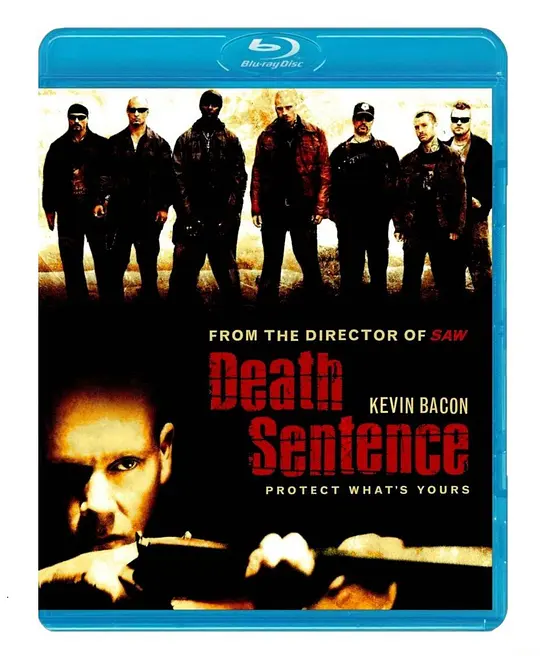 Blu-ray Disc
FROM THE DIRECTOR OF SAW
Death
KEVIN BACON
Sentence
PROTECT WHAT'S YOURS